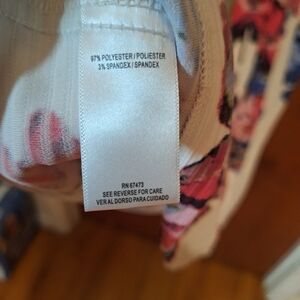 97% POLYESTER / POLIESTER
3% SPANDEX / SPANDEX
RN 67473
SEE REVERSE FOR CARE
VER AL DORSO PARA CUIDADO